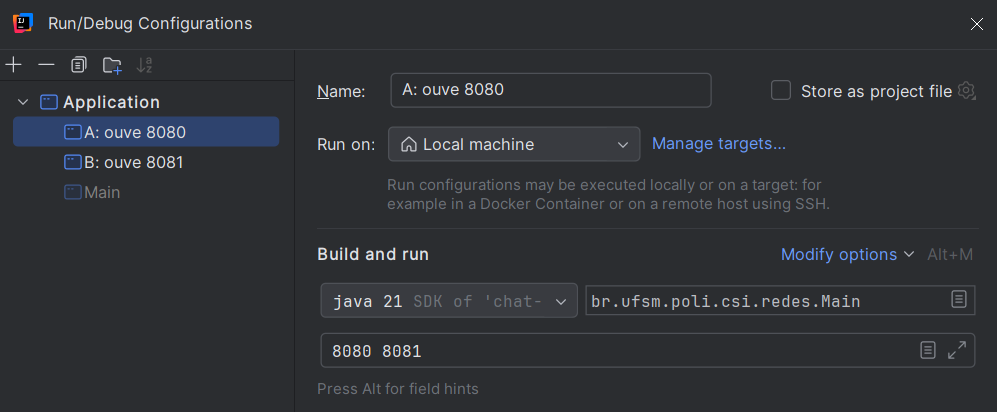 Run/Debug Configurations
Application
A: ouve 8080
B: ouve 8081
Main
Name: A: ouve 8080 Store as project file
Run on: Local machine Manage targets...
Run configurations may be executed locally or on a target: for
example in a Docker Container or on a remote host using SSH.
Build and run Modify options Alt+M
java 21 SDK of 'chat- br.ufsm.poli.csi.redes.Main
8080 8081
Press Alt for field hints